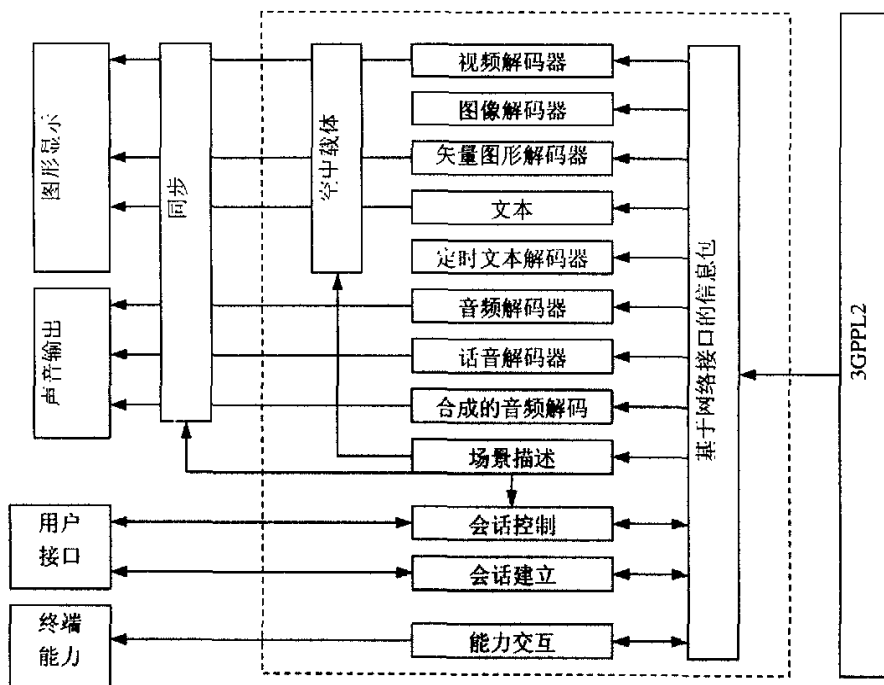 图形显示
声音输出
用户
接口
终端
能力
同步
空中载体
视频解码器
图像解码器
矢量图形解码器
文本
定时文本解码器
音频解码器
话音解码器
合成的音频解码
场景描述
会话控制
会话建立
能力交互
基于网络接口的信息包
3GPPL2